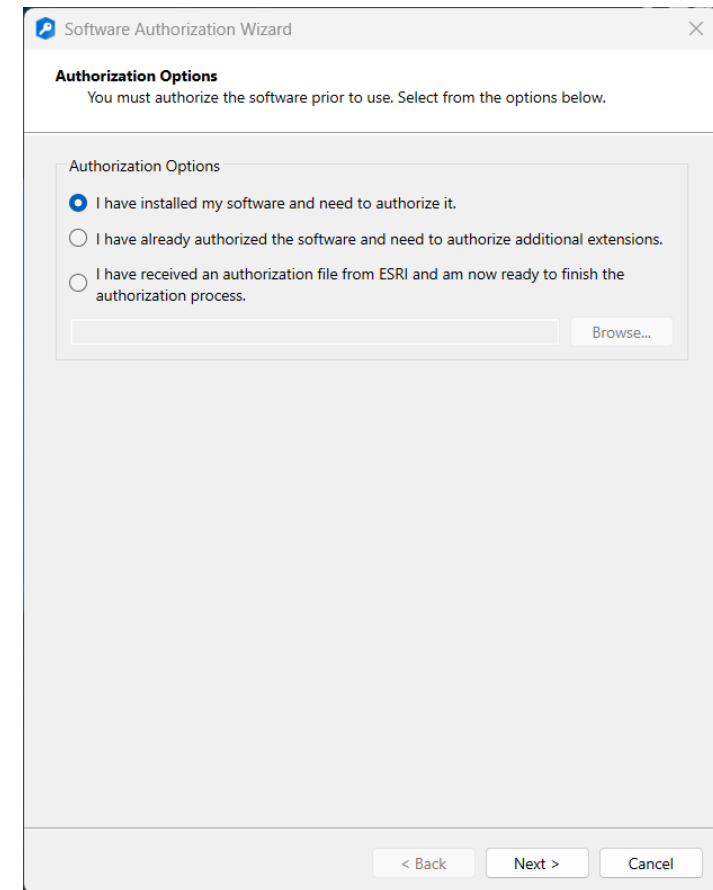 Software Authorization Wizard
Authorization Options
You must authorize the software prior to use. Select from the options below.
Authorization Options
I have installed my software and need to authorize it.
I have already authorized the software and need to authorize additional extensions.
I have received an authorization file from ESRI and am now ready to finish the
authorization process.
Browse...
< Back
Next >
Cancel